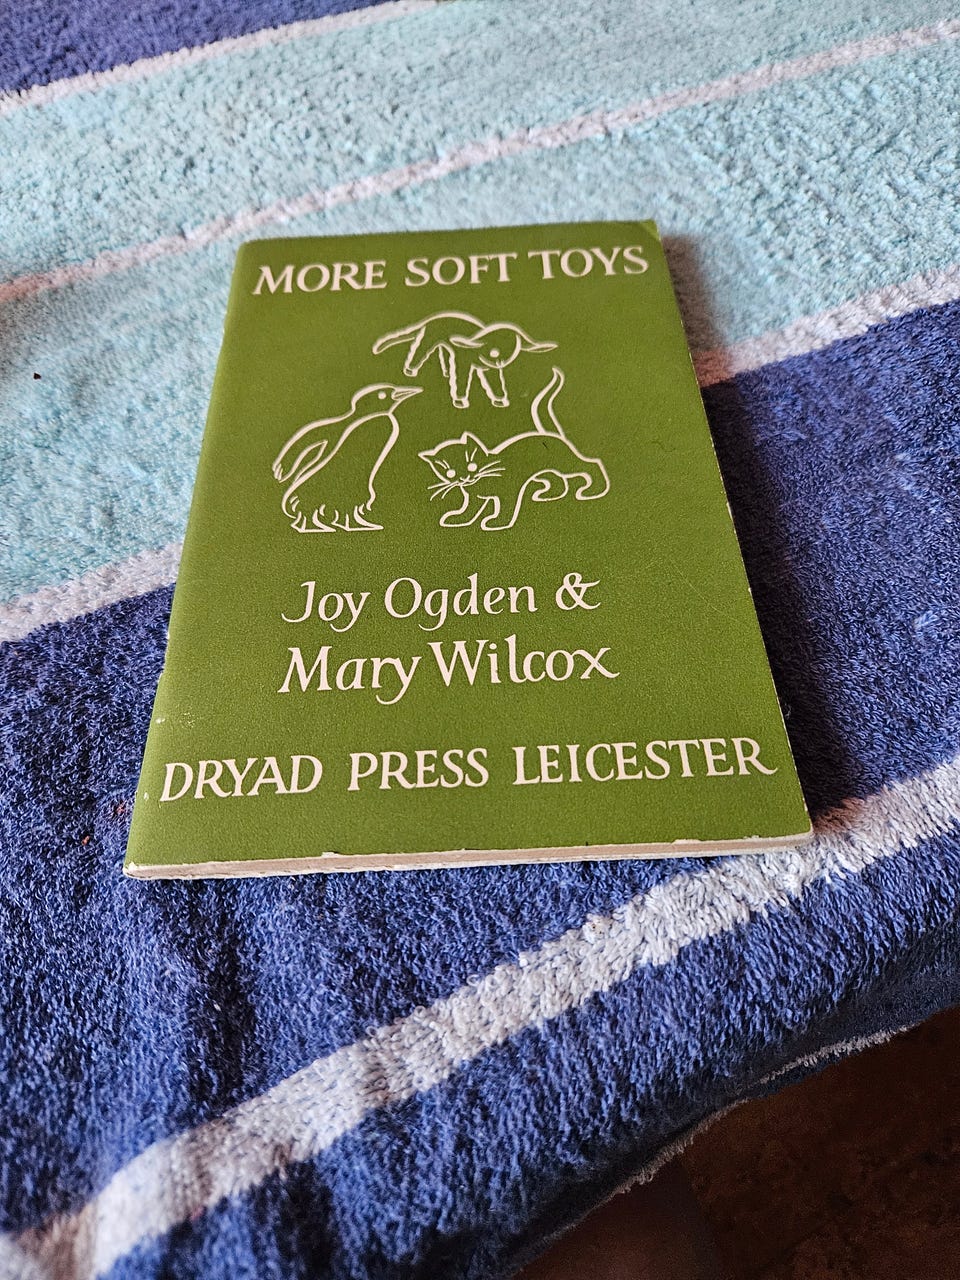 MORE SOFT TOYS
Joy Ogden &
Mary Wilcox
DRYAD PRESS LEICESTER